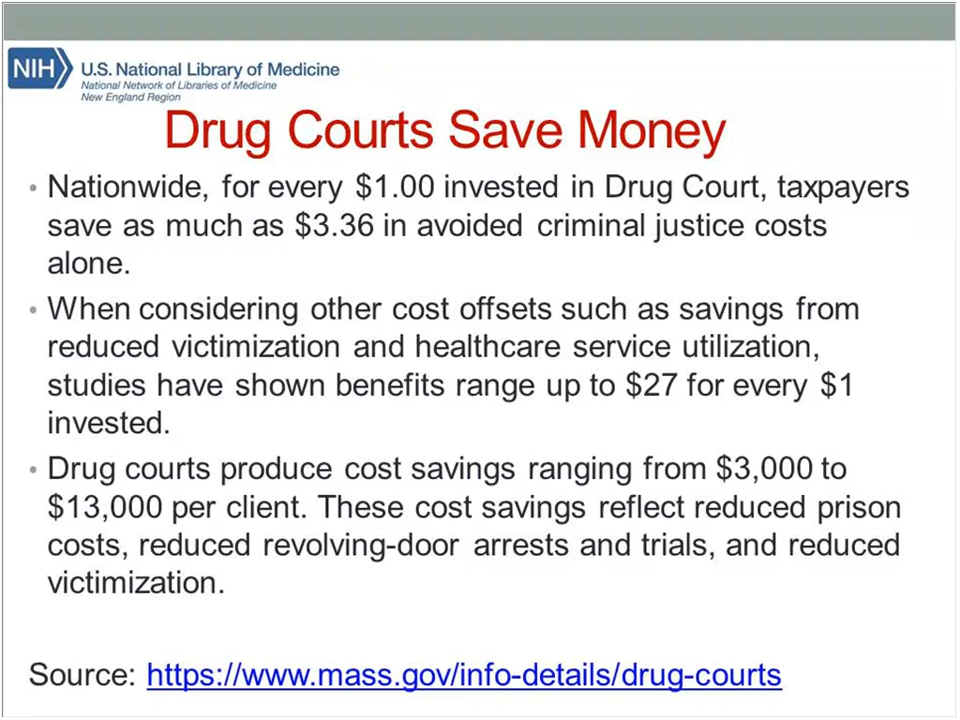 NIH
U.S. National Library of Medicine
National Network of Libraries of Medicine
New England Region
Drug Courts Save Money
• Nationwide, for every $1.00 invested in Drug Court, taxpayers
save as much as $3.36 in avoided criminal justice costs
alone.
• When considering other cost offsets such as savings from
reduced victimization and healthcare service utilization,
studies have shown benefits range up to $27 for every $1
invested.
• Drug courts produce cost savings ranging from $3,000 to
$13,000 per client. These cost savings reflect reduced prison
costs, reduced revolving-door arrests and trials, and reduced
victimization.
Source: https://www.mass.gov/info-details/drug-courts